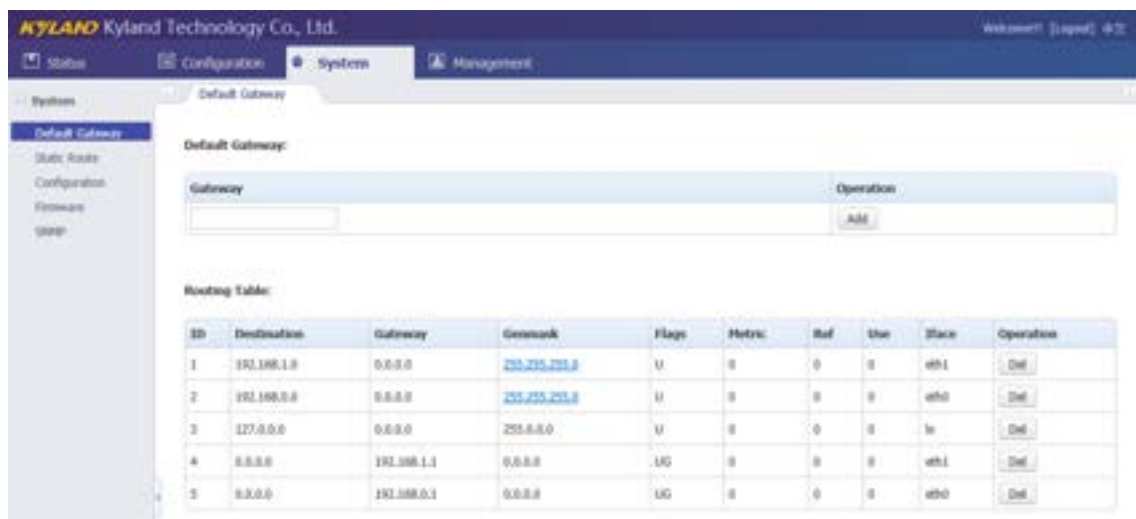 KYLAND Kyland Technology Co., Ltd.
Welcome!!! [Logout] 中文
Status Configuration System Management
System
Default Gateway
Default Gateway
Static Route
Configuration
Firmware
SNMP
Default Gateway:
Gateway Operation
Add
Routing Table:
ID Destination Gateway Genmask Flags Metric Ref Use Iface Operation
1 192.168.1.0 0.0.0.0 255.255.255.0 U 0 0 0 eth1 Del
2 192.168.0.0 0.0.0.0 255.255.255.0 U 0 0 0 eth0 Del
3 127.0.0.0 0.0.0.0 255.0.0.0 U 0 0 0 lo Del
4 0.0.0.0 192.168.1.1 0.0.0.0 UG 0 0 0 eth1 Del
5 0.0.0.0 192.168.0.1 0.0.0.0 UG 0 0 0 eth0 Del